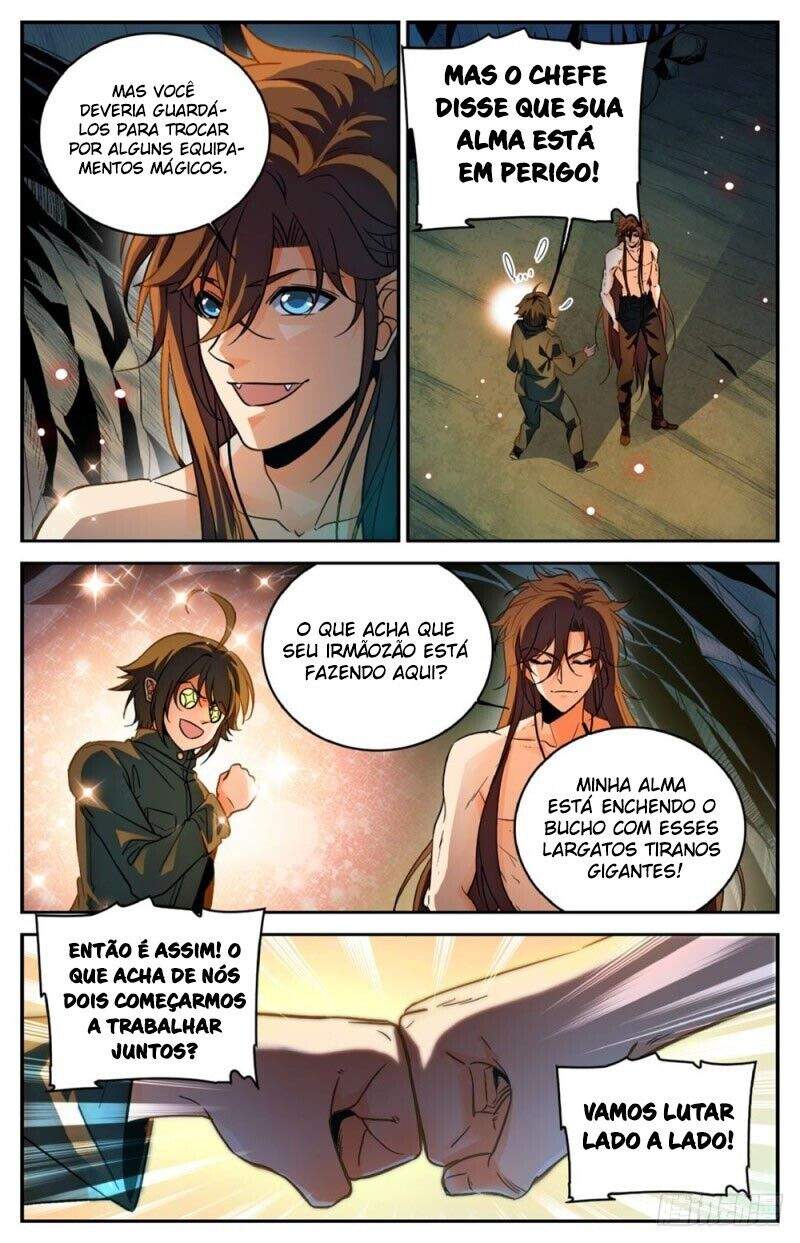 MAS VOCÊ
DEVERIA GUARDÁ-
LOS PARA TROCAR
POR ALGUNS EQUIPA-
MENTOS MÁGICOS.
MAS O CHEFE
DISSE QUE SUA
ALMA ESTÁ
EM PERIGO!
O QUE ACHA QUE
SEU IRMÃOZÃO ESTÁ
FAZENDO AQUI?
MINHA ALMA
ESTÁ ENCHENDO O
BUCHO COM ESSES
LARGATOS TIRANOS
GIGANTES!
ENTÃO É ASSIM! O
QUE ACHA DE NÓS
DOIS COMEÇARMOS
A TRABALHAR
JUNTOS?
VAMOS LUTAR
LADO A LADO!